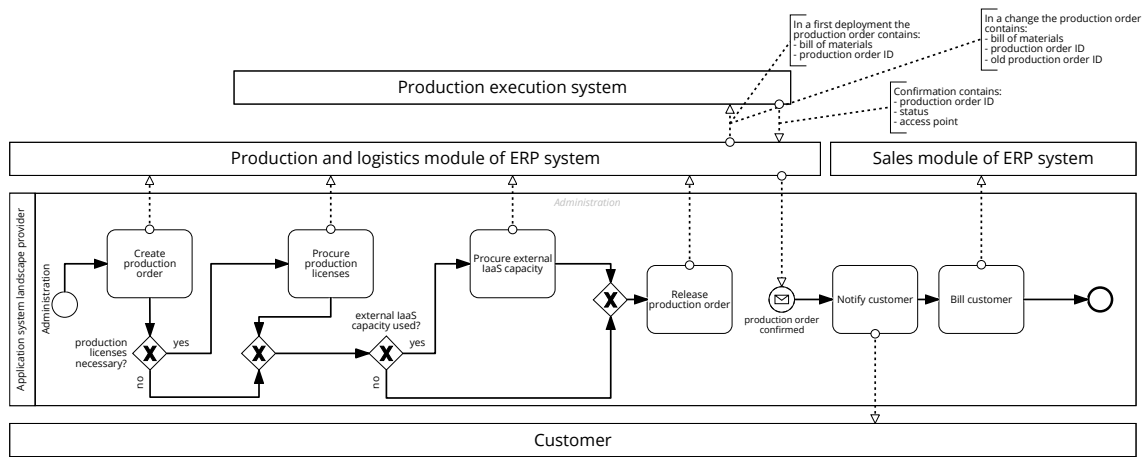 In a first deployment the
production order contains:
- bill of materials
- production order ID
In a change the production order
contains:
- bill of materials
- production order ID
- old production order ID
Production execution system
Confirmation contains:
- production order ID
- status
- access point
Production and logistics module of ERP system
Sales module of ERP system
Application system landscape provider
Administration
Administration
Create
production
order
Procure
production
licenses
Procure external
IaaS capacity
Release
production order
production order
confirmed
Notify customer
Bill customer
production
licenses
necessary?
yes
no
external IaaS
capacity used?
yes
no
Customer